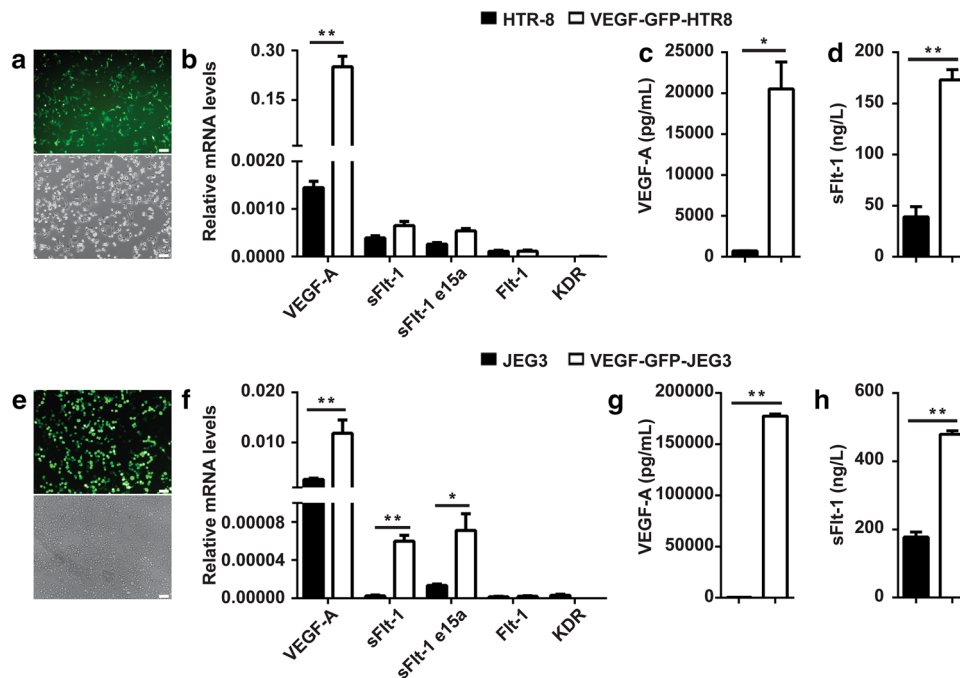 HTR-8 VEGF-GFP-HTR8
a
b
Relative mRNA levels
0.30
0.15
0.0020
0.0010
0.0000
**
VEGF-A
sFlt-1
sFlt-1 e15a
Flt-1
KDR
c
VEGF-A (pg/mL)
25000
20000
15000
10000
5000
0
*
d
sFlt-1 (ng/L)
200
150
100
50
0
**
JEG3 VEGF-GFP-JEG3
e
f
Relative mRNA levels
0.020
0.010
0.00008
0.00004
0.00000
**
**
*
VEGF-A
sFlt-1
sFlt-1 e15a
Flt-1
KDR
g
VEGF-A (pg/mL)
200000
150000
100000
50000
0
**
h
sFlt-1 (ng/L)
600
400
200
0
**